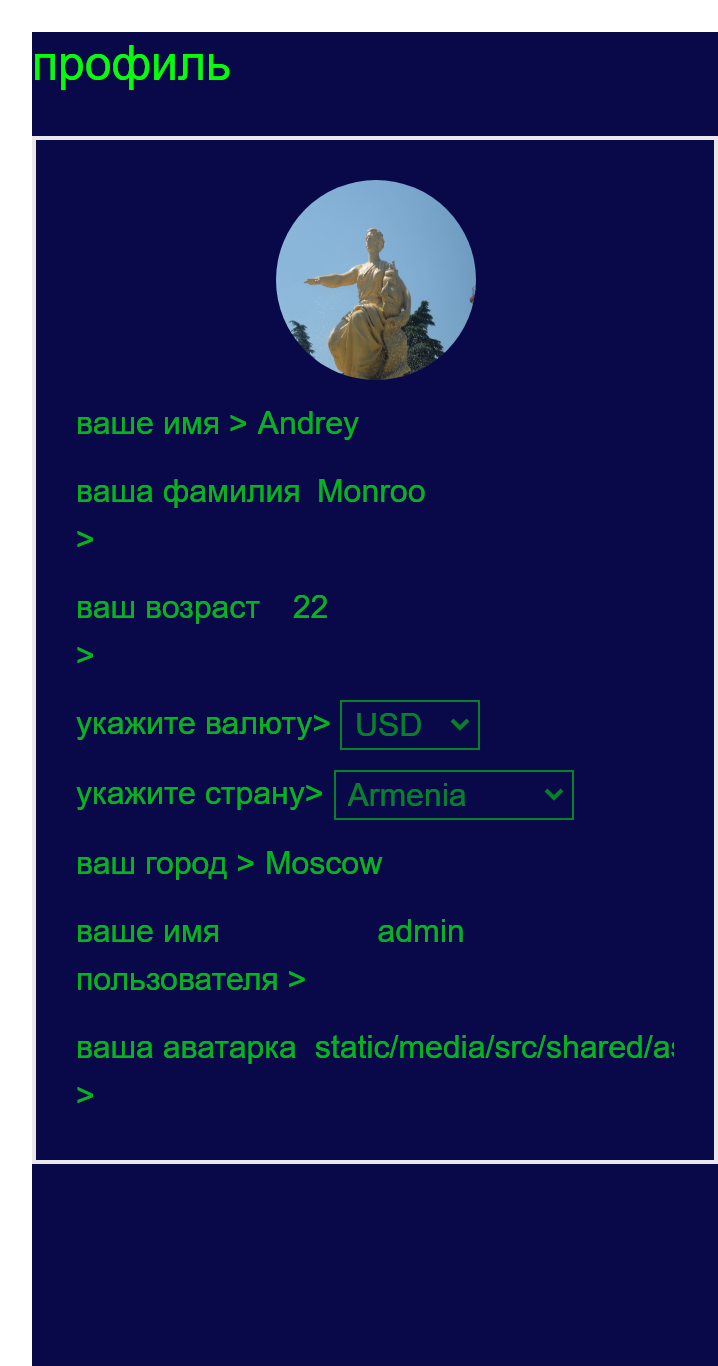 профиль
ваше имя > Andrey
ваша фамилия Monroo
>
ваш возраст 22
>
укажите валюту> USD
укажите страну> Armenia
ваш город > Moscow
ваше имя admin
пользователя >
ваша аватарка static/media/src/shared/as
>